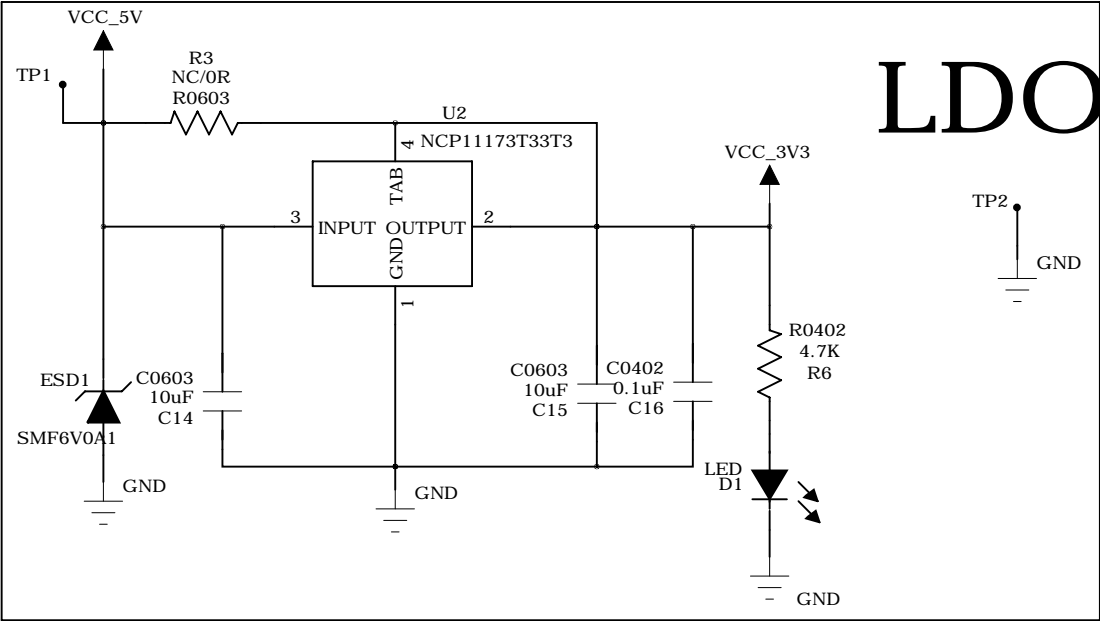 VCC_5V
TP1
R3
NC/0R
R0603
U2
NCP11173T33T3
4
TAB
3
INPUT OUTPUT
2
GND
1
LDO
VCC_3V3
TP2
GND
ESD1
SMF6V0A1
GND
C0603
10uF
C14
GND
C0603
10uF
C15
C0402
0.1uF
C16
R0402
4.7K
R6
LED
D1
GND